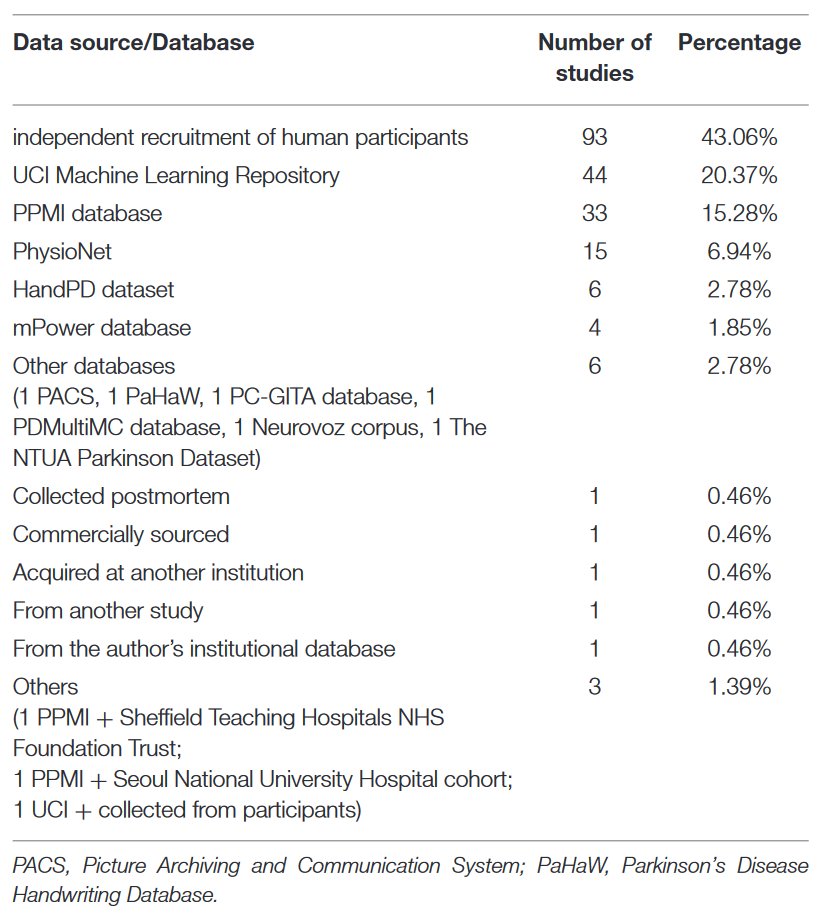 Data source/Database Number of Percentage
studies
independent recruitment of human participants 93 43.06%
UCI Machine Learning Repository 44 20.37%
PPMI database 33 15.28%
PhysioNet 15 6.94%
HandPD dataset 6 2.78%
mPower database 4 1.85%
Other databases 6 2.78%
(1 PACS, 1 PaHaW, 1 PC-GITA database, 1
PDMultiMC database, 1 Neurovoz corpus, 1 The
NTUA Parkinson Dataset)
Collected postmortem 1 0.46%
Commercially sourced 1 0.46%
Acquired at another institution 1 0.46%
From another study 1 0.46%
From the author's institutional database 1 0.46%
Others 3 1.39%
(1 PPMI + Sheffield Teaching Hospitals NHS
Foundation Trust;
1 PPMI + Seoul National University Hospital cohort;
1 UCI + collected from participants)
PACS, Picture Archiving and Communication System; PaHaW, Parkinson's Disease
Handwriting Database.